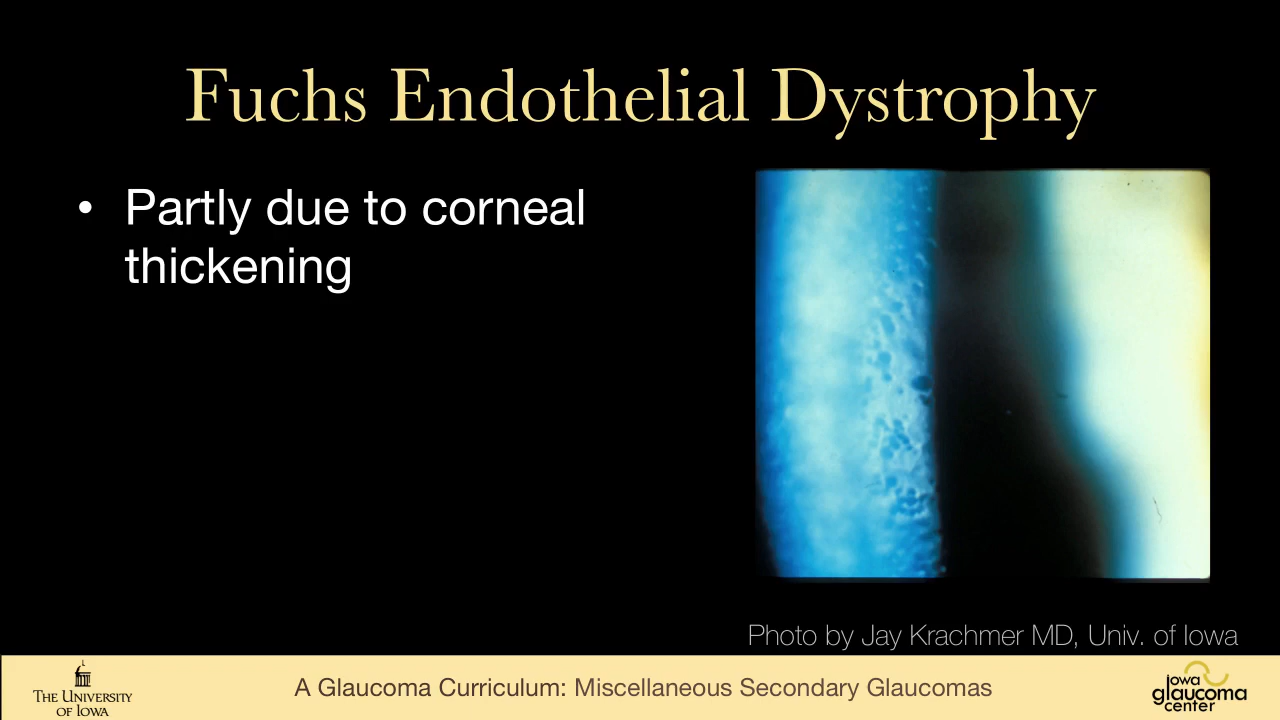 Fuchs Endothelial Dystrophy
• Partly due to corneal
thickening
Photo by Jay Krachmer MD, Univ. of Iowa
THE UNIVERSITY
OF IOWA
A Glaucoma Curriculum: Miscellaneous Secondary Glaucomas
iowa
glaucoma
center